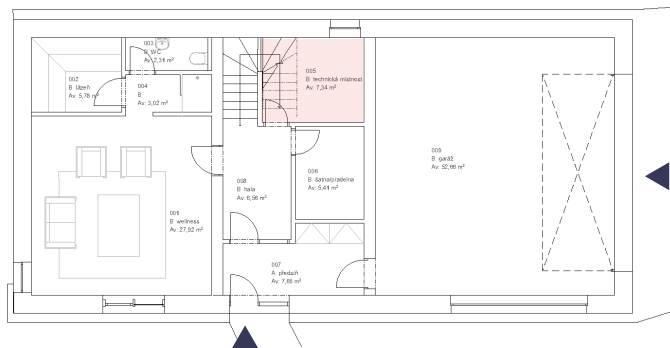 003
B WC
Av: 2,31 m²
002
B lázeň
Av: 5,78 m²
004
B
Av: 3,02 m²
005
B technická místnost
Av: 7,34 m²
009
B garáž
Av: 52,66 m²
006
B šatna/prádelna
Av: 5,41 m²
008
B hala
Av: 6,56 m²
001
B wellness
Av: 27,92 m²
007
A předsíň
Av: 7,65 m²